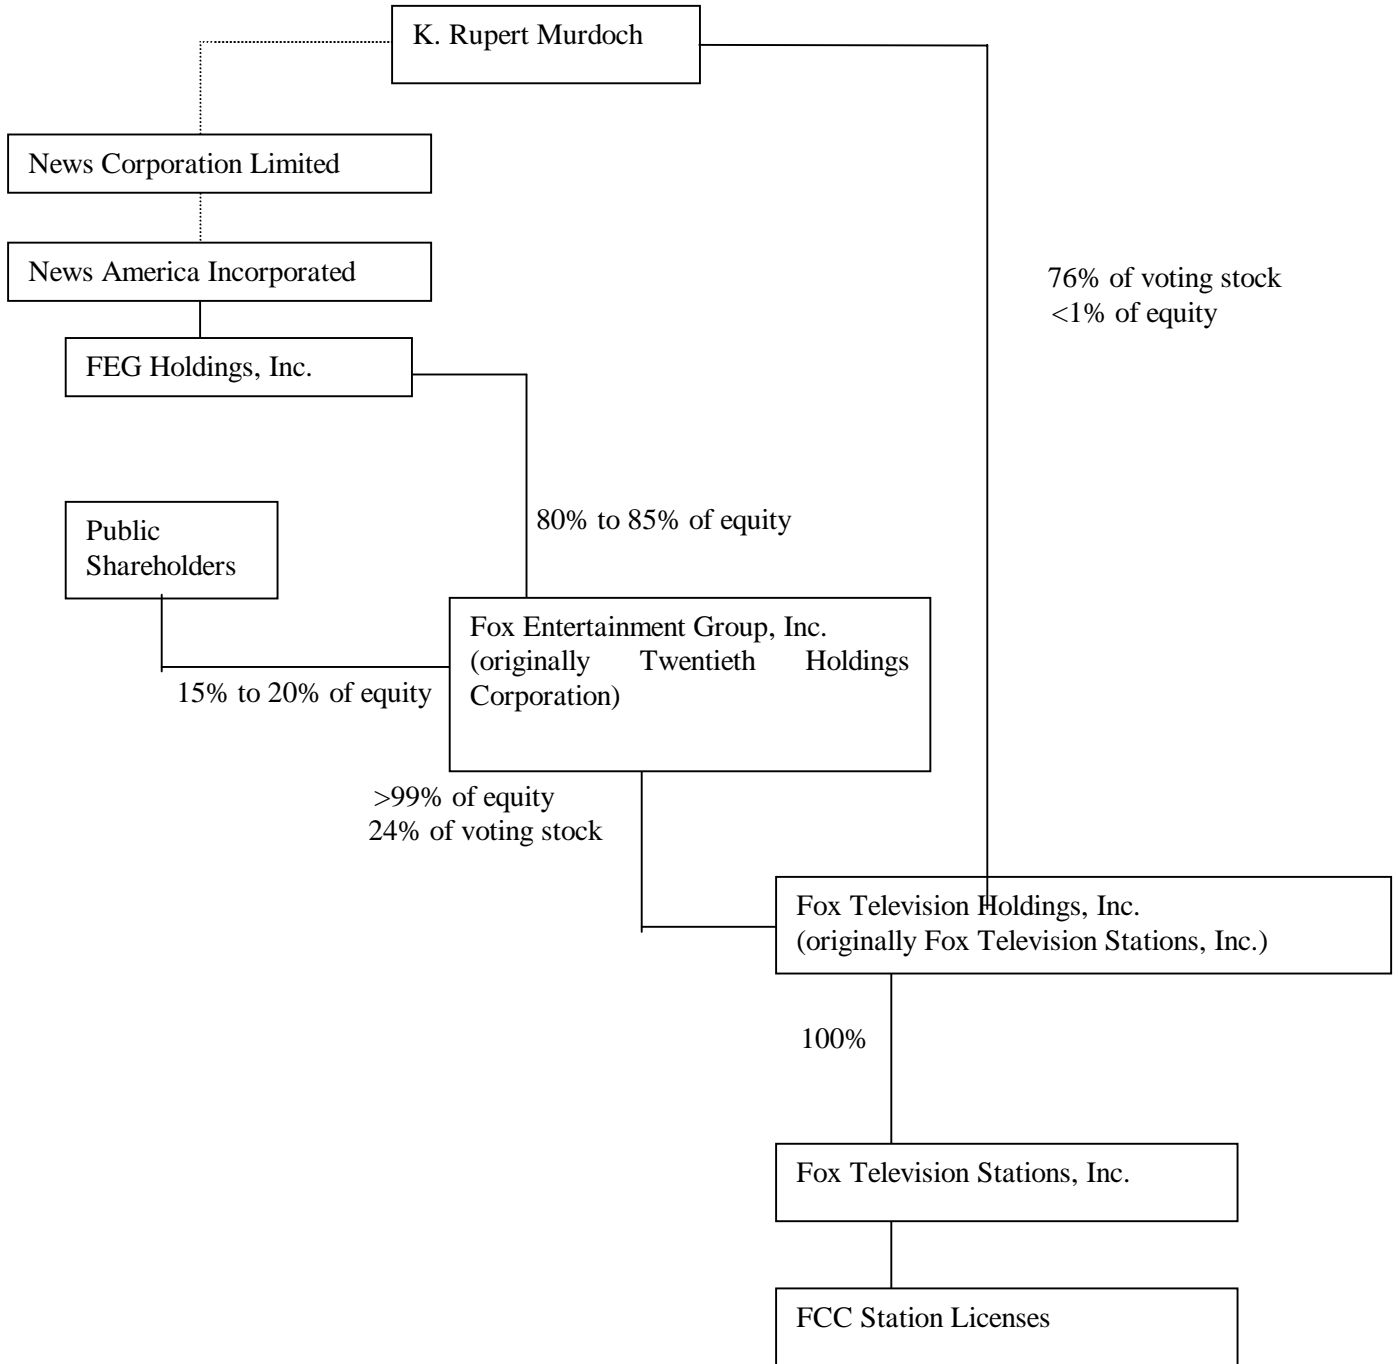 K. Rupert Murdoch
News Corporation Limited
News America Incorporated
76% of voting stock
<1% of equity
FEG Holdings, Inc.
80% to 85% of equity
Public
Shareholders
Fox Entertainment Group, Inc.
(originally Twentieth Holdings
Corporation)
15% to 20% of equity
>99% of equity
24% of voting stock
Fox Television Holdings, Inc.
(originally Fox Television Stations, Inc.)
100%
Fox Television Stations, Inc.
FCC Station Licenses